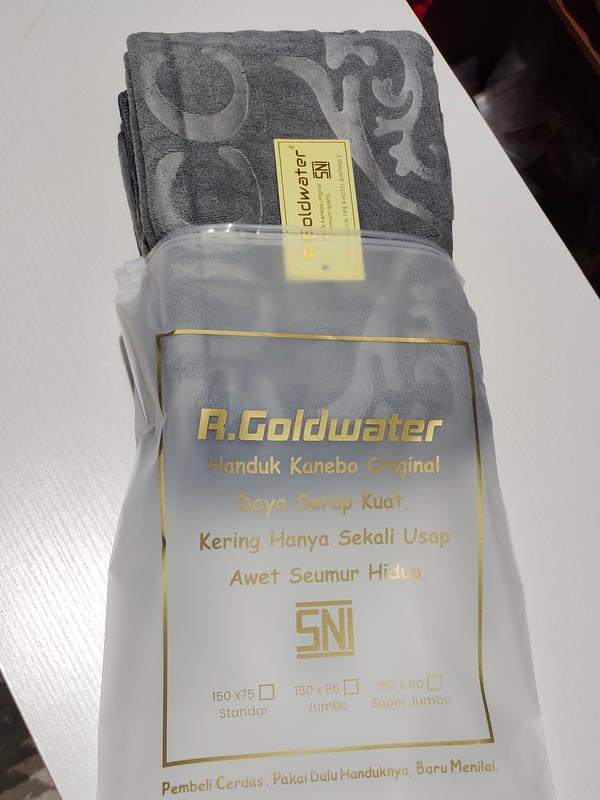 R.Goldwater
SNI
R.Goldwater
Handuk Kanebo Original
Daya Serap Kuat,
Kering Hanya Sekali Usap
Awet Seumur Hidup
SNI
150 x75
Standar
150 x 85
Jumbo
180 x 90
Super Jumbo
Pembeli Cerdas, Pakai Dulu Handuknya, Baru Menilai.